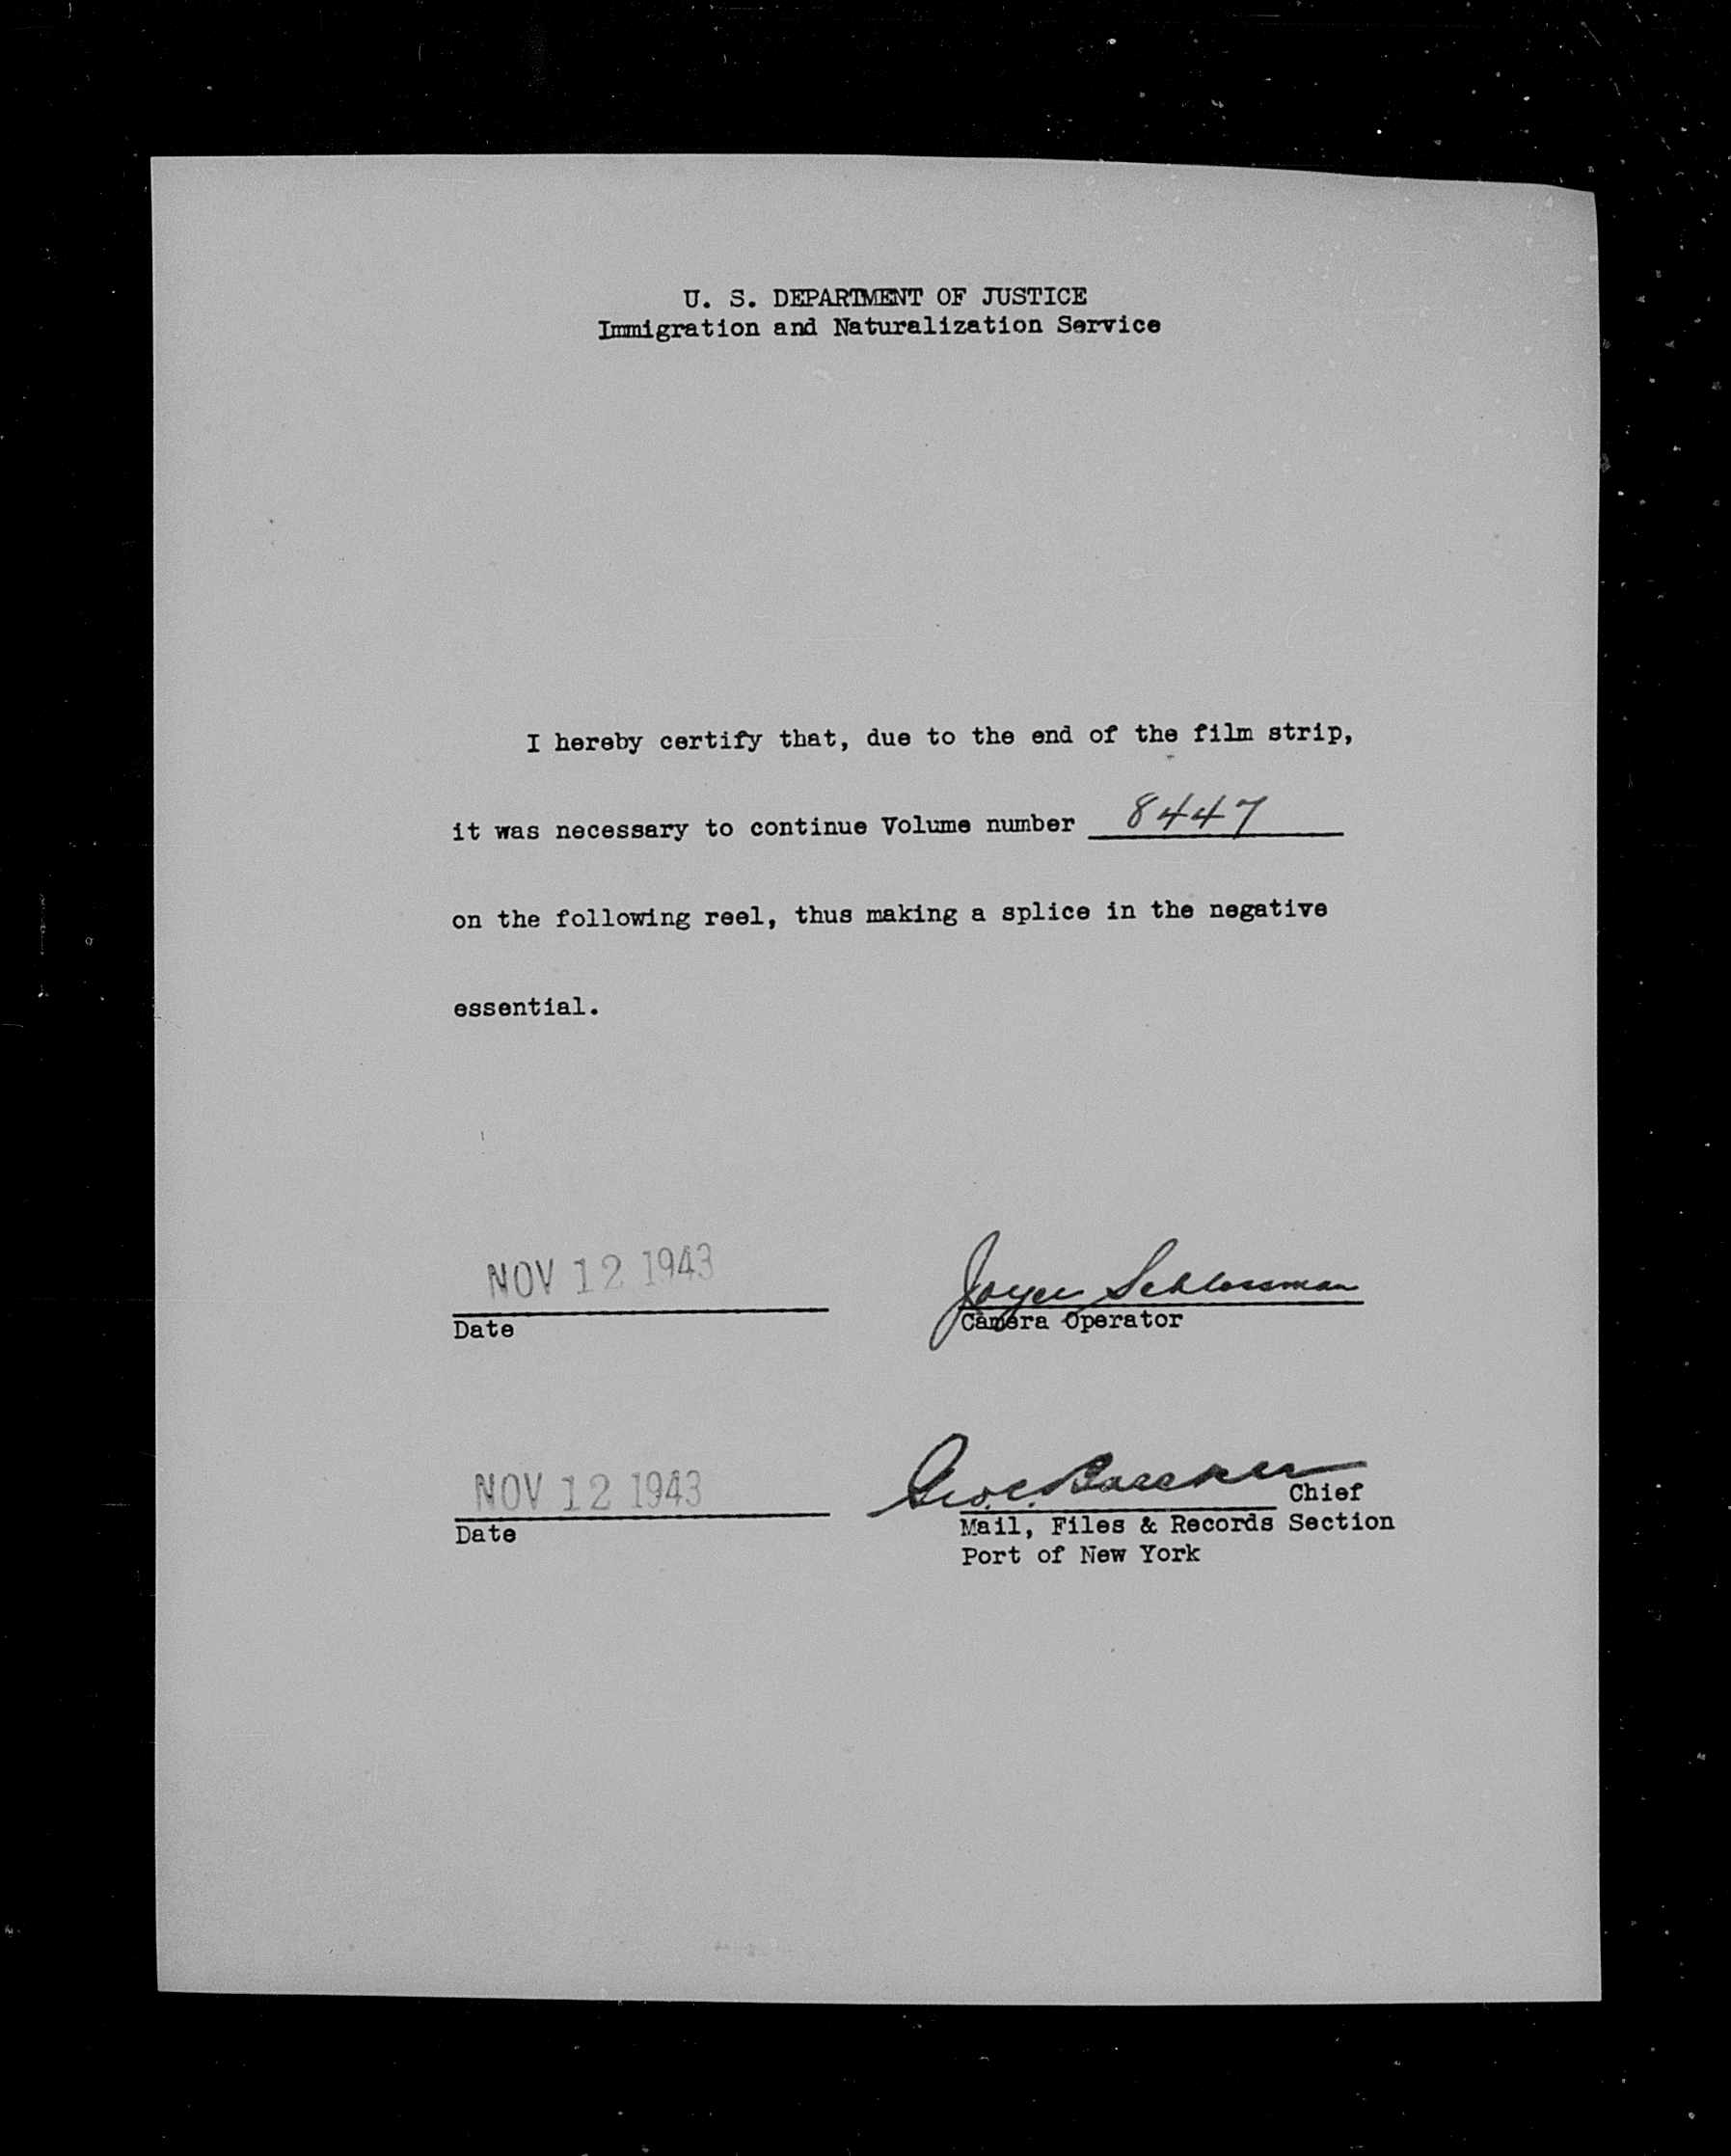 U. S. DEPARTMENT OF JUSTICE
Immigration and Naturalization Service
I hereby certify that, due to the end of the film strip,
it was necessary to continue Volume number 8447
on the following reel, thus making a splice in the negative
essential.
NOV 12 1943 Joyce Schlossman
Date Camera Operator
NOV 12 1943 Geo. C. Chief
Date Mail, Files & Records Section
Port of New York